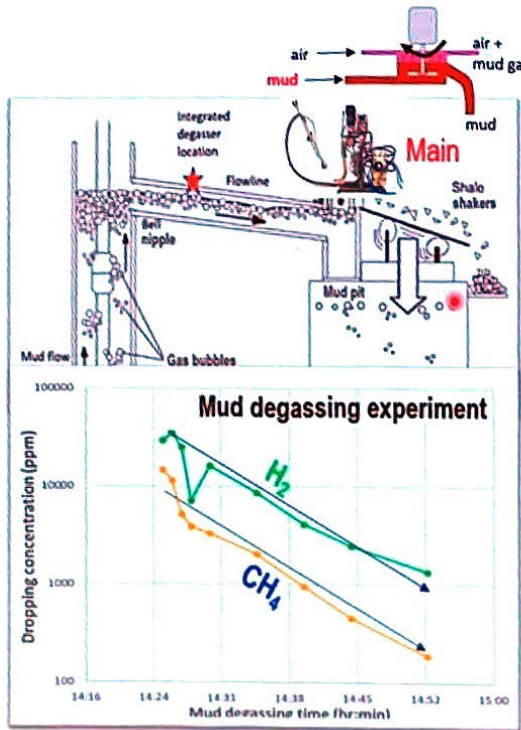 air
air +
mud ga
mud
mud
Integrated
degasser
location
Flowline
Main
Shale
shakers
Bell
nipple
Mud pit
Mud flow
Gas bubbles
Mud degassing experiment
100000
10000
1000
100
Dropping concentration (ppm)
H2
CH4
14:16
14:24
14:31
14:38
14:45
14:52
15:00
Mud degassing time (hr:min)